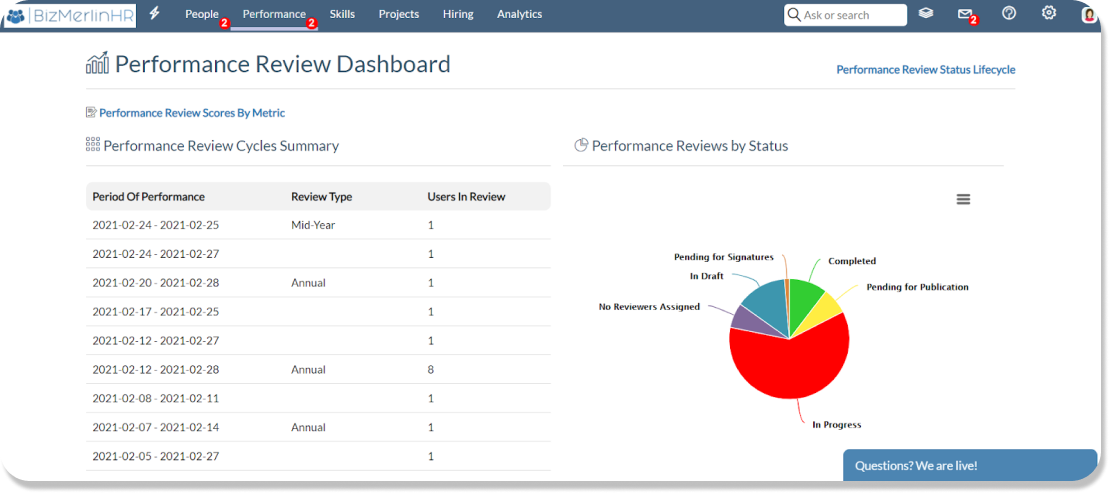 BizMerlinHR People 2 Performance 2 Skills Projects Hiring Analytics Ask or search 2
Performance Review Dashboard
Performance Review Status Lifecycle
Performance Review Scores By Metric
Performance Review Cycles Summary
Period Of Performance Review Type Users In Review
2021-02-24 - 2021-02-25 Mid-Year 1
2021-02-24 - 2021-02-27 1
2021-02-20 - 2021-02-28 Annual 1
2021-02-17 - 2021-02-25 1
2021-02-12 - 2021-02-27 1
2021-02-12 - 2021-02-28 Annual 8
2021-02-08 - 2021-02-11 1
2021-02-07 - 2021-02-14 Annual 1
2021-02-05 - 2021-02-27 1
Performance Reviews by Status
Pending for Signatures
Completed
In Draft
Pending for Publication
No Reviewers Assigned
In Progress
Questions? We are live!